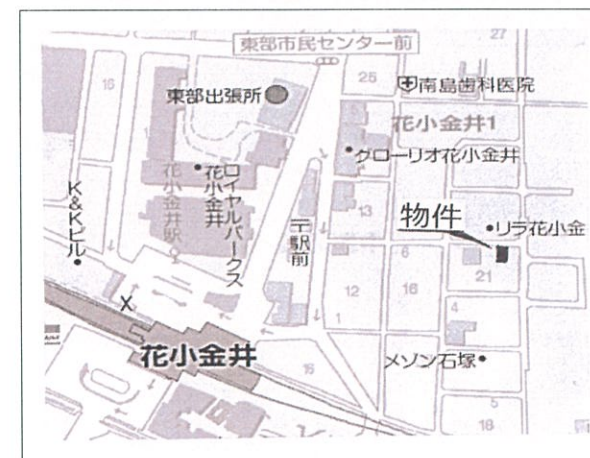 東部市民センター前
16
26
南島歯科医院
東部出張所
花小金井1
グローリオ花小金井
花小金井駅
ロイヤルパークス
花小金井
K&Kビル
〒駅前
13
物件
リラ花小金
6
21
12
16
4
1
X
花小金井
16
メゾン石塚
5
18
27